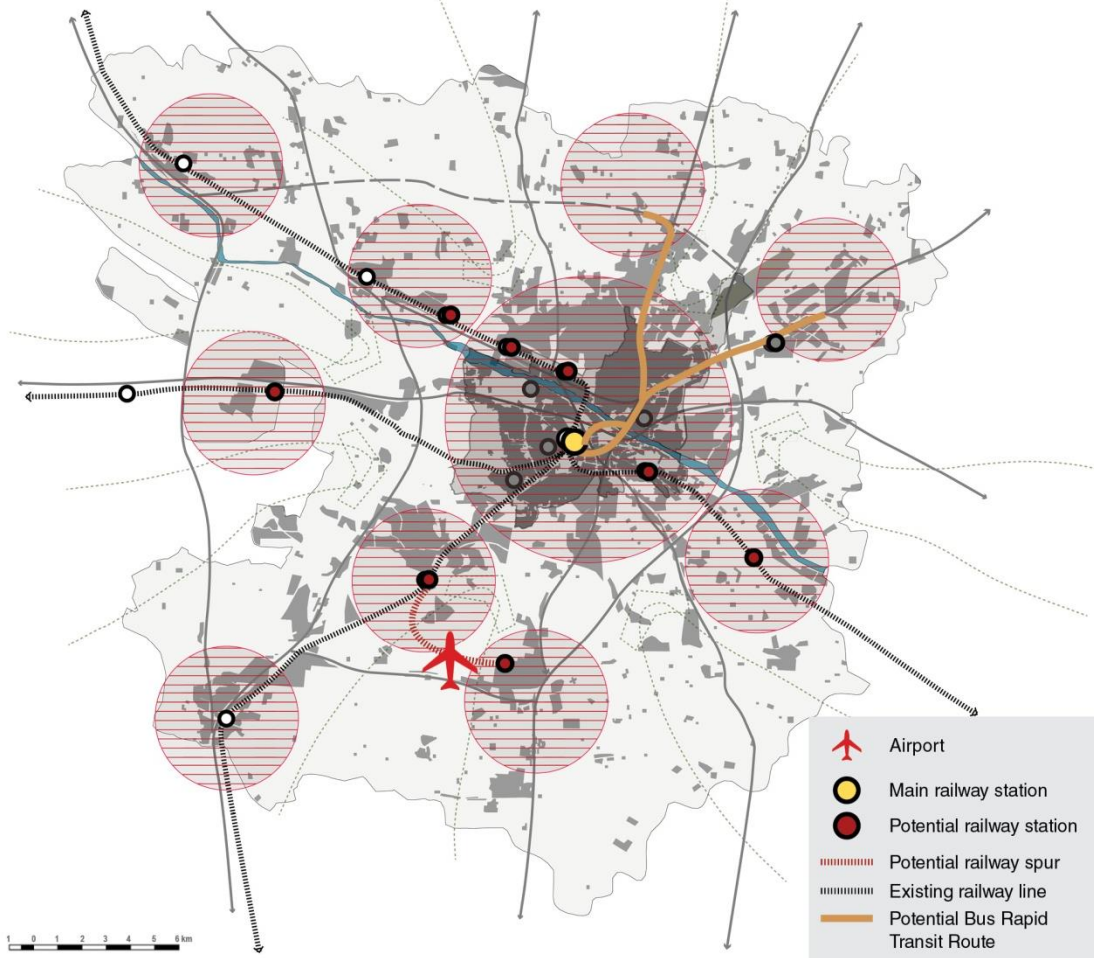 Airport
Main railway station
Potential railway station
Potential railway spur
Existing railway line
Potential Bus Rapid
Transit Route
1 0 1 2 3 4 5 6 km